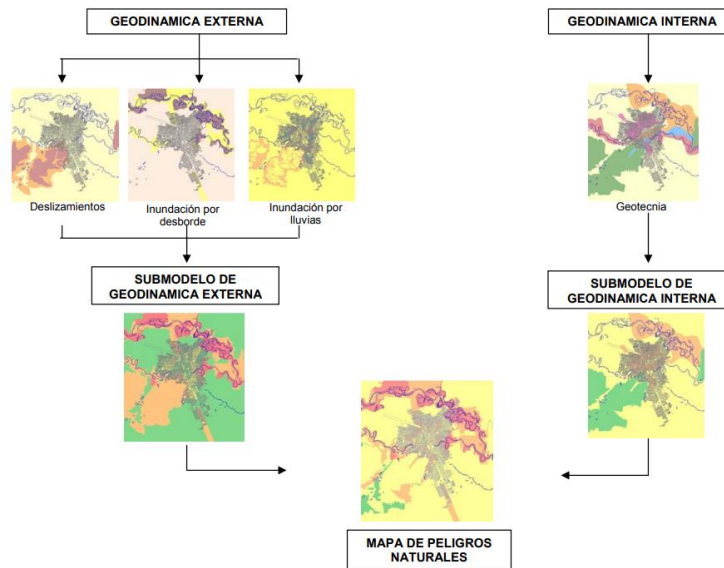 GEODINAMICA EXTERNA
GEODINAMICA INTERNA
Deslizamientos
Inundación por
desborde
Inundación por
lluvias
Geotecnia
SUBMODELO DE
GEODINAMICA EXTERNA
SUBMODELO DE
GEODINAMICA INTERNA
MAPA DE PELIGROS
NATURALES